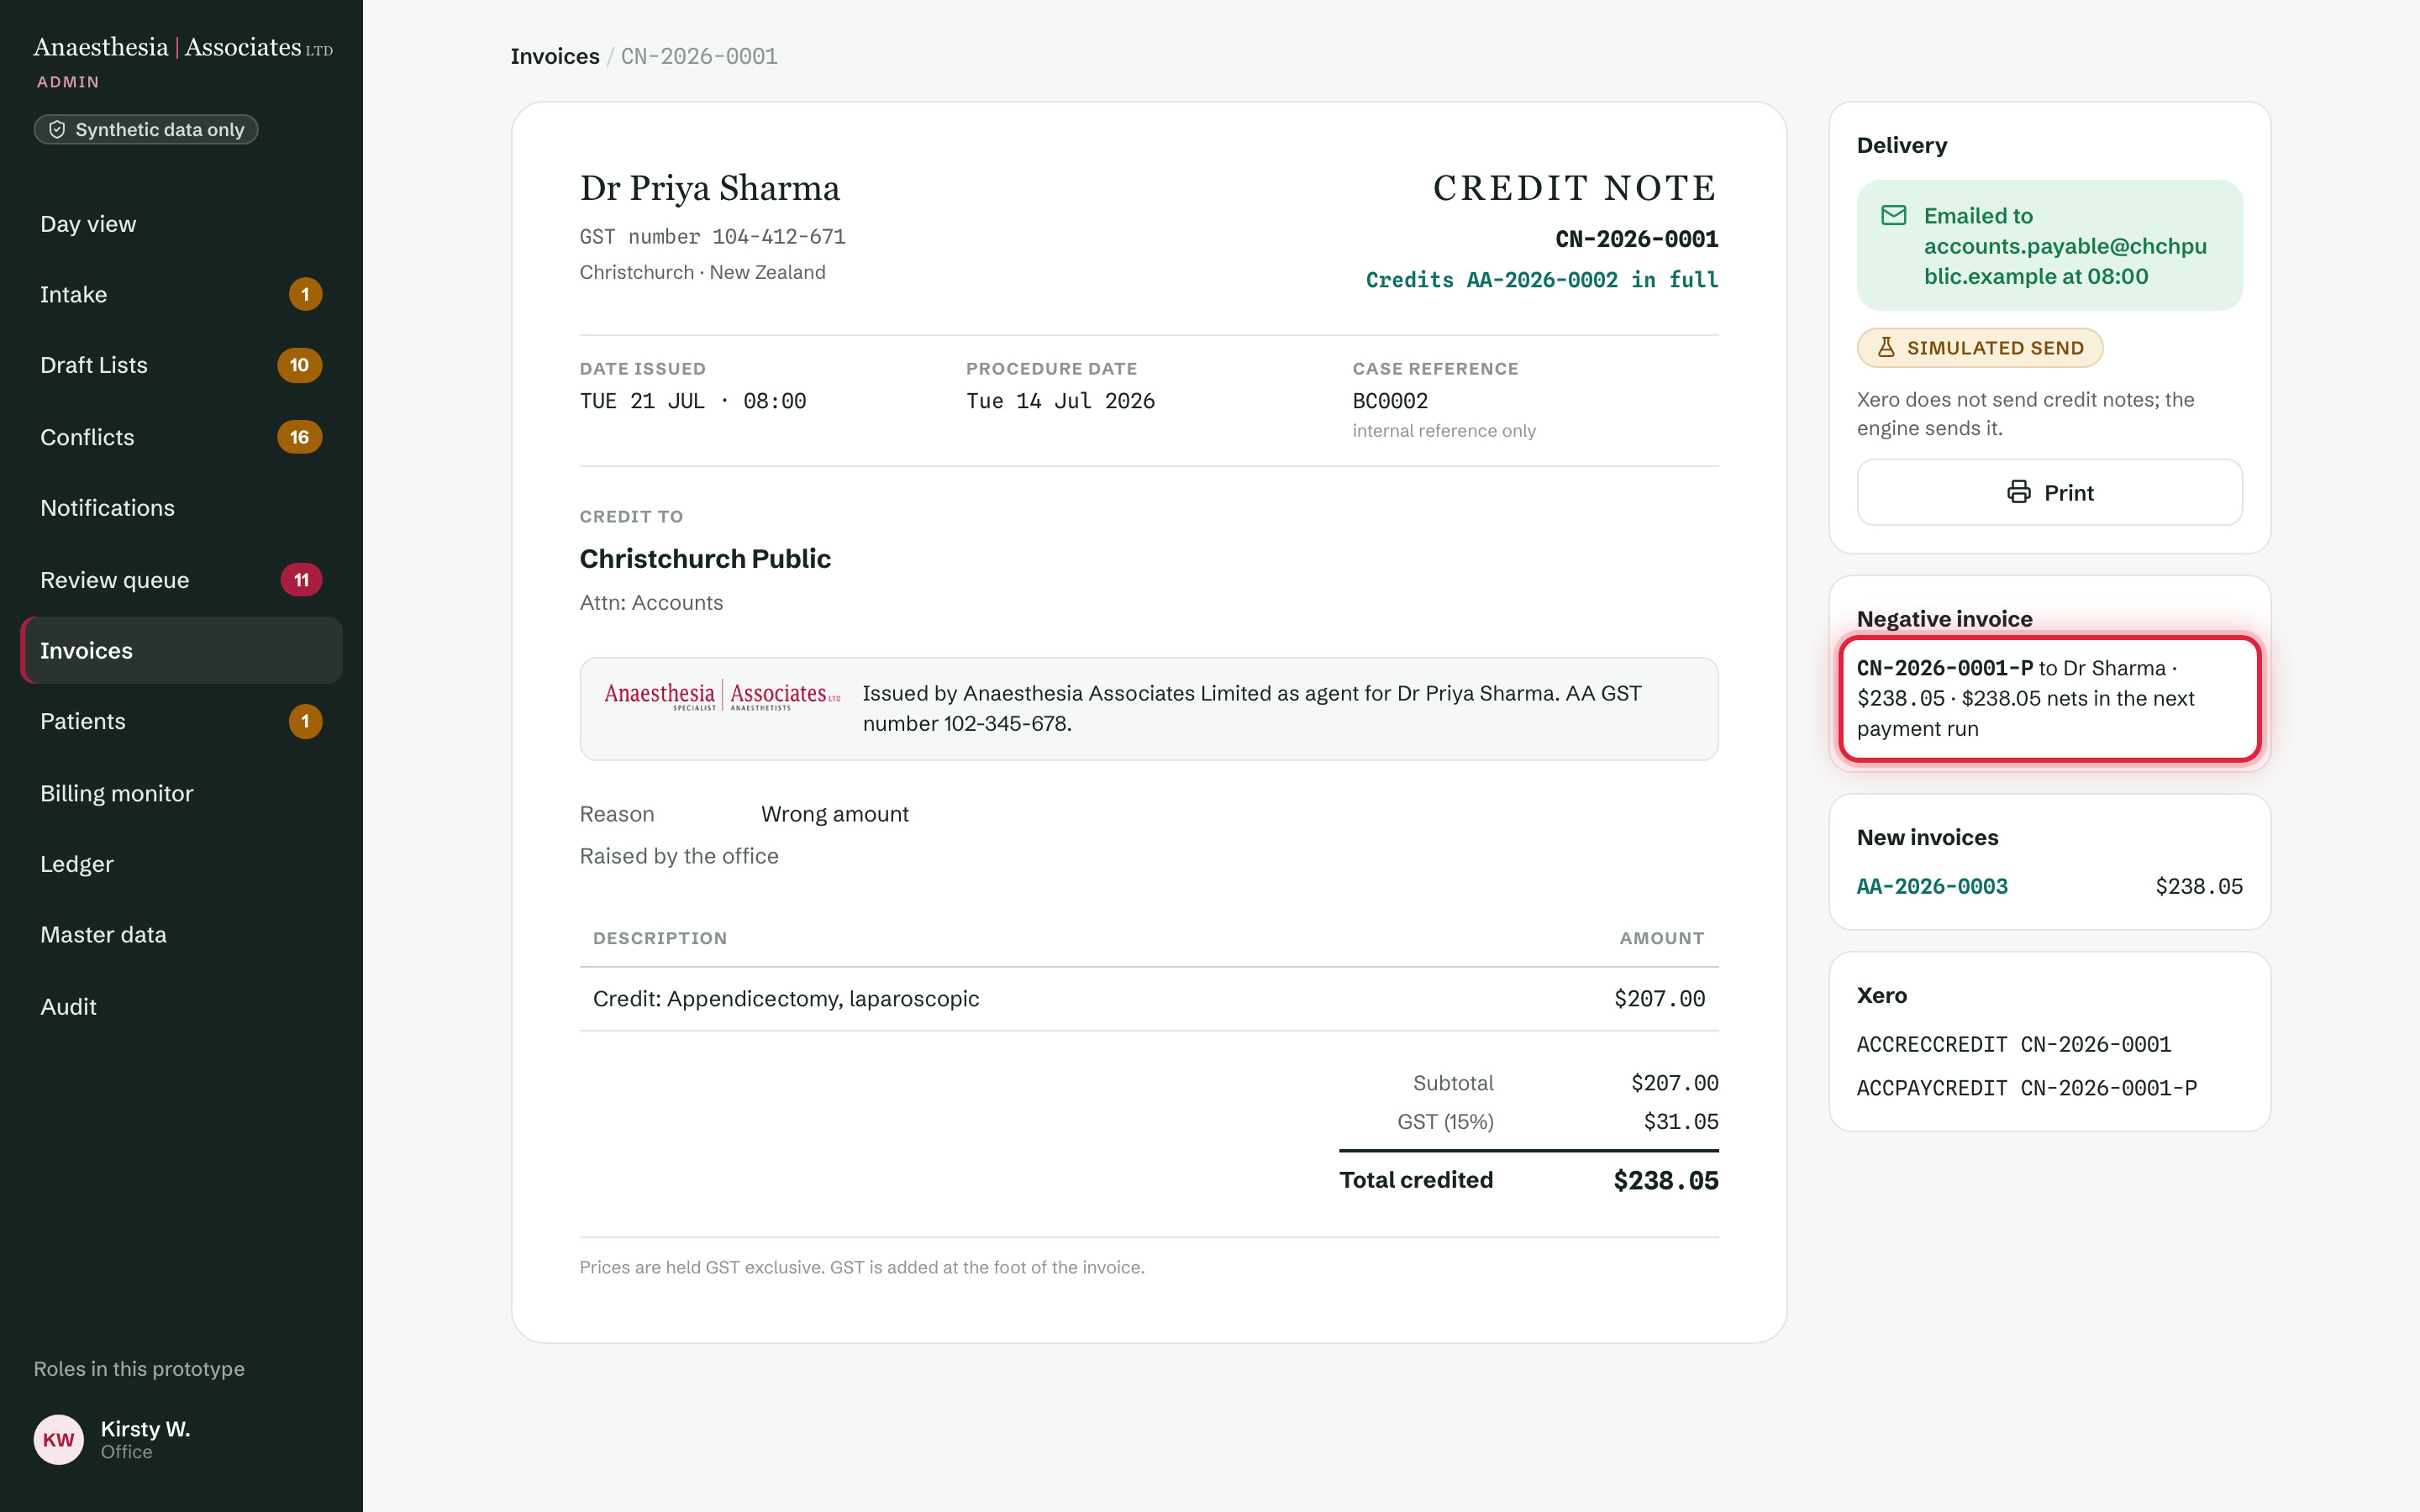 Anaesthesia | Associates LTD
ADMIN
Synthetic data only
Day view
Intake 1
Draft Lists 10
Conflicts 16
Notifications
Review queue 11
Invoices
Patients 1
Billing monitor
Ledger
Master data
Audit
Roles in this prototype
KW
Kirsty W.
Office
Invoices / CN-2026-0001
Dr Priya Sharma
GST number 104-412-671
Christchurch · New Zealand
CREDIT NOTE
CN-2026-0001
Credits AA-2026-0002 in full
DATE ISSUED
TUE 21 JUL · 08:00
PROCEDURE DATE
Tue 14 Jul 2026
CASE REFERENCE
BC0002
internal reference only
CREDIT TO
Christchurch Public
Attn: Accounts
Anaesthesia | Associates LTD
SPECIALIST ANAESTHETISTS
Issued by Anaesthesia Associates Limited as agent for Dr Priya Sharma. AA GST
number 102-345-678.
Reason Wrong amount
Raised by the office
DESCRIPTION AMOUNT
Credit: Appendicectomy, laparoscopic $207.00
Subtotal $207.00
GST (15%) $31.05
Total credited $238.05
Prices are held GST exclusive. GST is added at the foot of the invoice.
Delivery
Emailed to
accounts.payable@chchpu
blic.example at 08:00
SIMULATED SEND
Xero does not send credit notes; the
engine sends it.
Print
Negative invoice
CN-2026-0001-P to Dr Sharma ·
$238.05 · $238.05 nets in the next
payment run
New invoices
AA-2026-0003 $238.05
Xero
ACCRECCREDIT CN-2026-0001
ACCPAYCREDIT CN-2026-0001-P